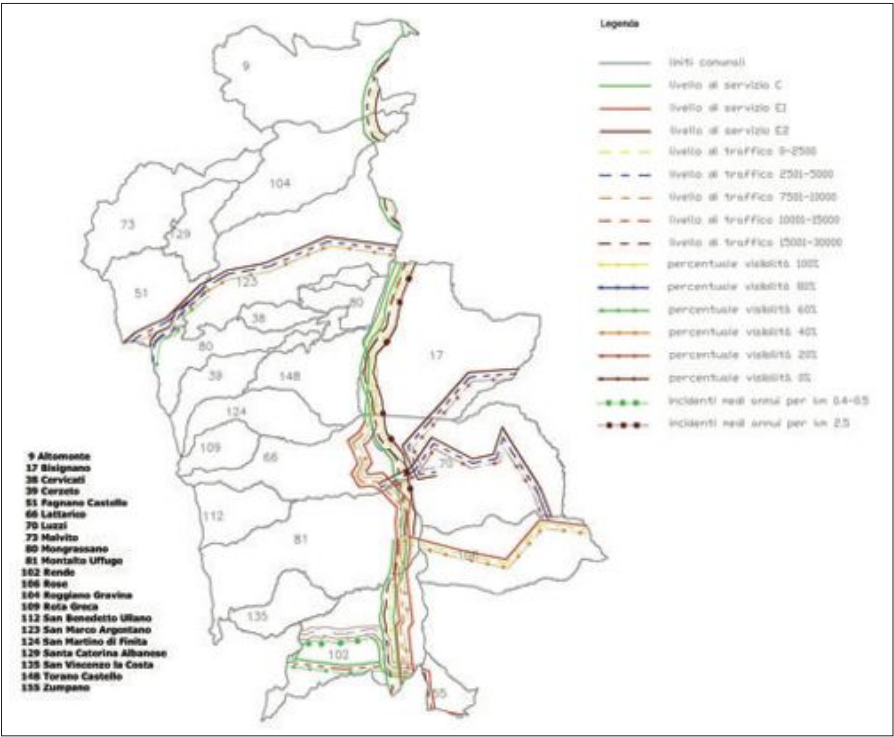 Legenda
limiti comunali
livello di servizio C
livello di servizio E1
livello di servizio E2
livello di traffico 0-2500
livello di traffico 2501-5000
livello di traffico 7501-10000
livello di traffico 10001-15000
livello di traffico 15001-30000
percentuale visibilità 100%
percentuale visibilità 80%
percentuale visibilità 60%
percentuale visibilità 40%
percentuale visibilità 20%
percentuale visibilità 0%
incidenti medi annui per km 0.4-0.5
incidenti medi annui per km 2.5
9
104
73
129
51
123
80
38
80
17
39
148
124
109
66
70
112
81
106
135
102
55
9 Altomonte
17 Bisignano
38 Cervicati
39 Cerzeto
51 Fagnano Castello
66 Lattarico
70 Luzzi
73 Malvito
80 Mongrassano
81 Montalto Uffugo
102 Rende
106 Rose
104 Roggiano Gravina
109 Rota Greca
112 San Benedetto Ullano
123 San Marco Argentano
124 San Martino di Finita
129 Santa Caterina Albanese
135 San Vincenzo la Costa
148 Torano Castello
155 Zumpano